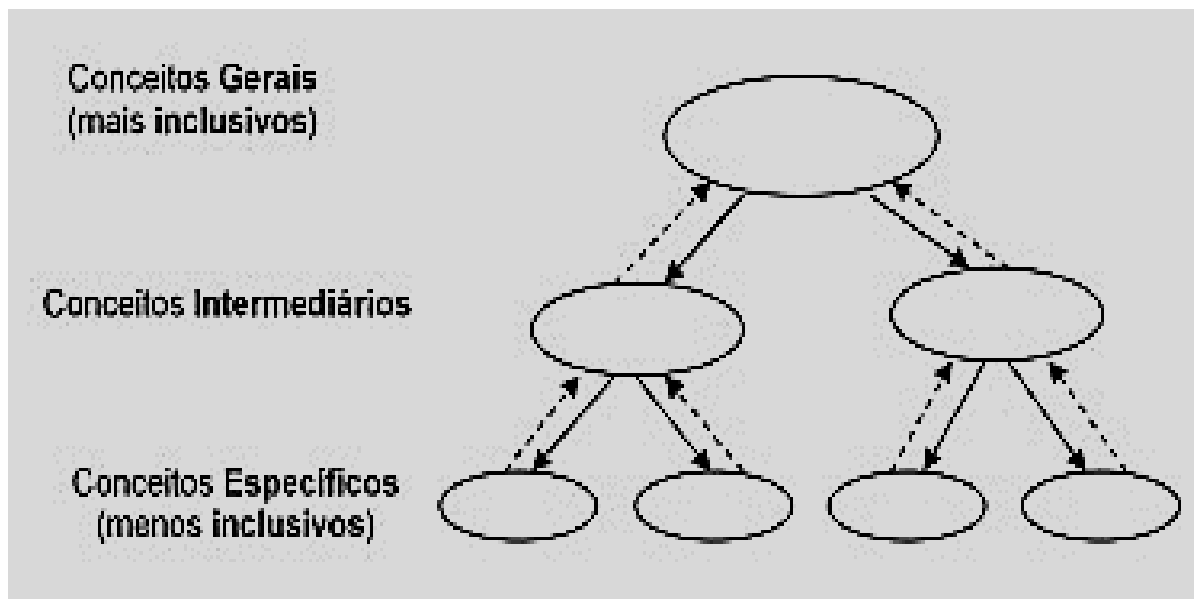 Conceitos Gerais
(mais inclusivos)
Conceitos Intermediários
Conceitos Específicos
(menos inclusivos)